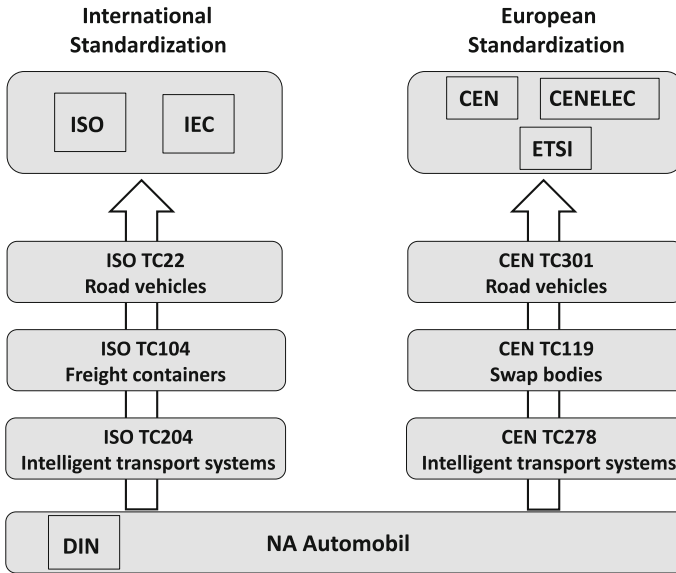 International
Standardization
European
Standardization
ISO
IEC
CEN
CENELEC
ETSI
ISO TC22
Road vehicles
CEN TC301
Road vehicles
ISO TC104
Freight containers
CEN TC119
Swap bodies
ISO TC204
Intelligent transport systems
CEN TC278
Intelligent transport systems
DIN
NA Automobil